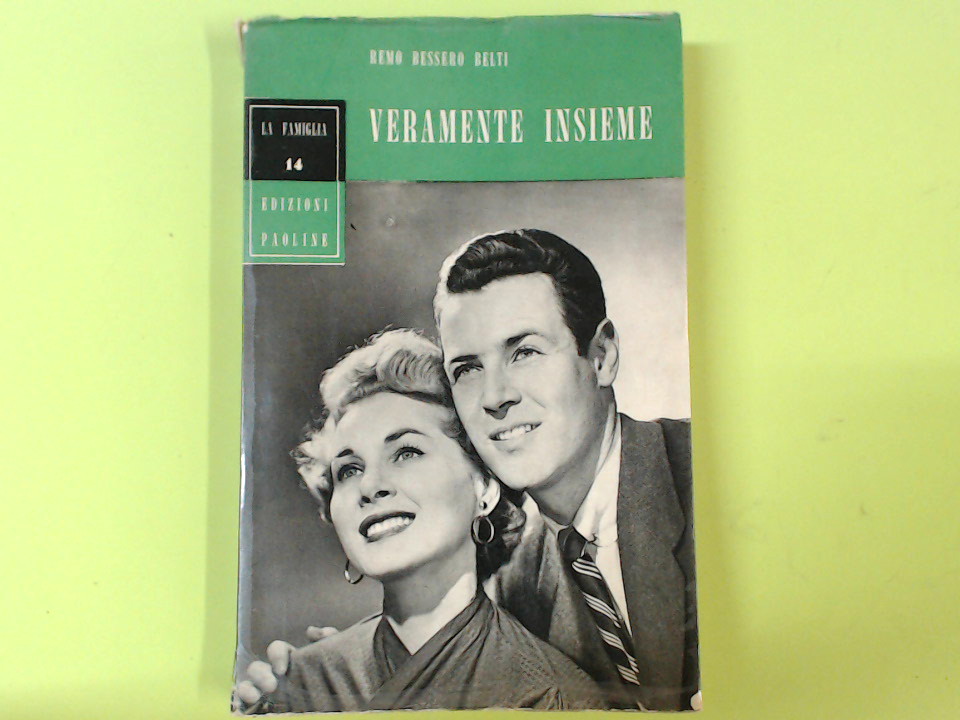 REMO BESSERO BELTI
VERAMENTE INSIEME
LA FAMIGLIA
14
EDIZIONI
PAOLINE